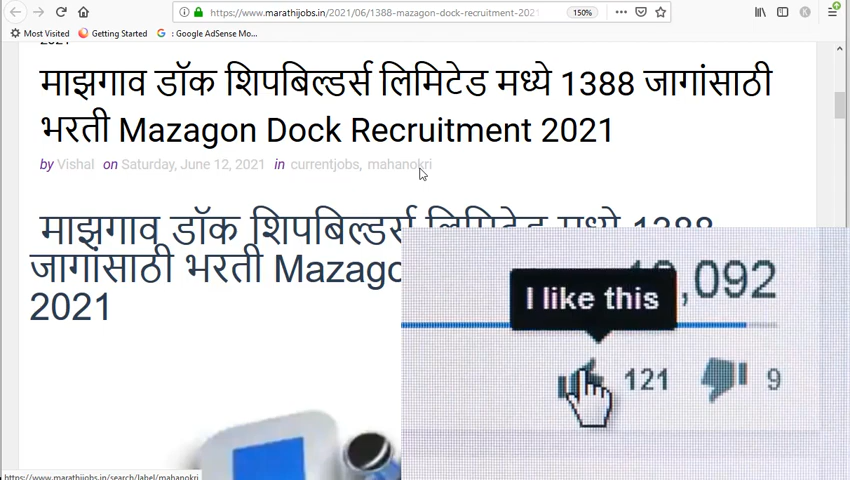 https://www.marathijobs.in/2021/06/1388-mazagon-dock-recruitment-2021
150%
Most Visited
Getting Started
G : Google AdSense Mo...
माझगाव डॉक शिपबिल्डर्स लिमिटेड मध्ये 1388 जागांसाठी
भरती Mazagon Dock Recruitment 2021
by Vishal on Saturday, June 12, 2021 in currentjobs, mahanokri
माझगाव डॉक शिपबिल्डर्स लिमिटेड मध्ये 1388
जागांसाठी भरती Mazago
2021
,092
I like this
121
9
https://www.marathijobs.in/search/label/mahanokri